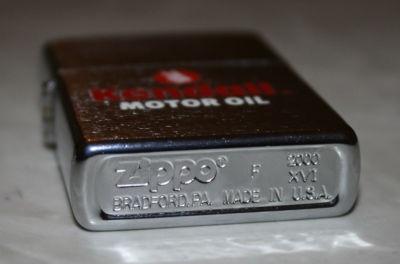 Kendall
MOTOR OIL
Zippo® F 2000
XVI
BRADFORD.PA. MADE IN U.S.A.